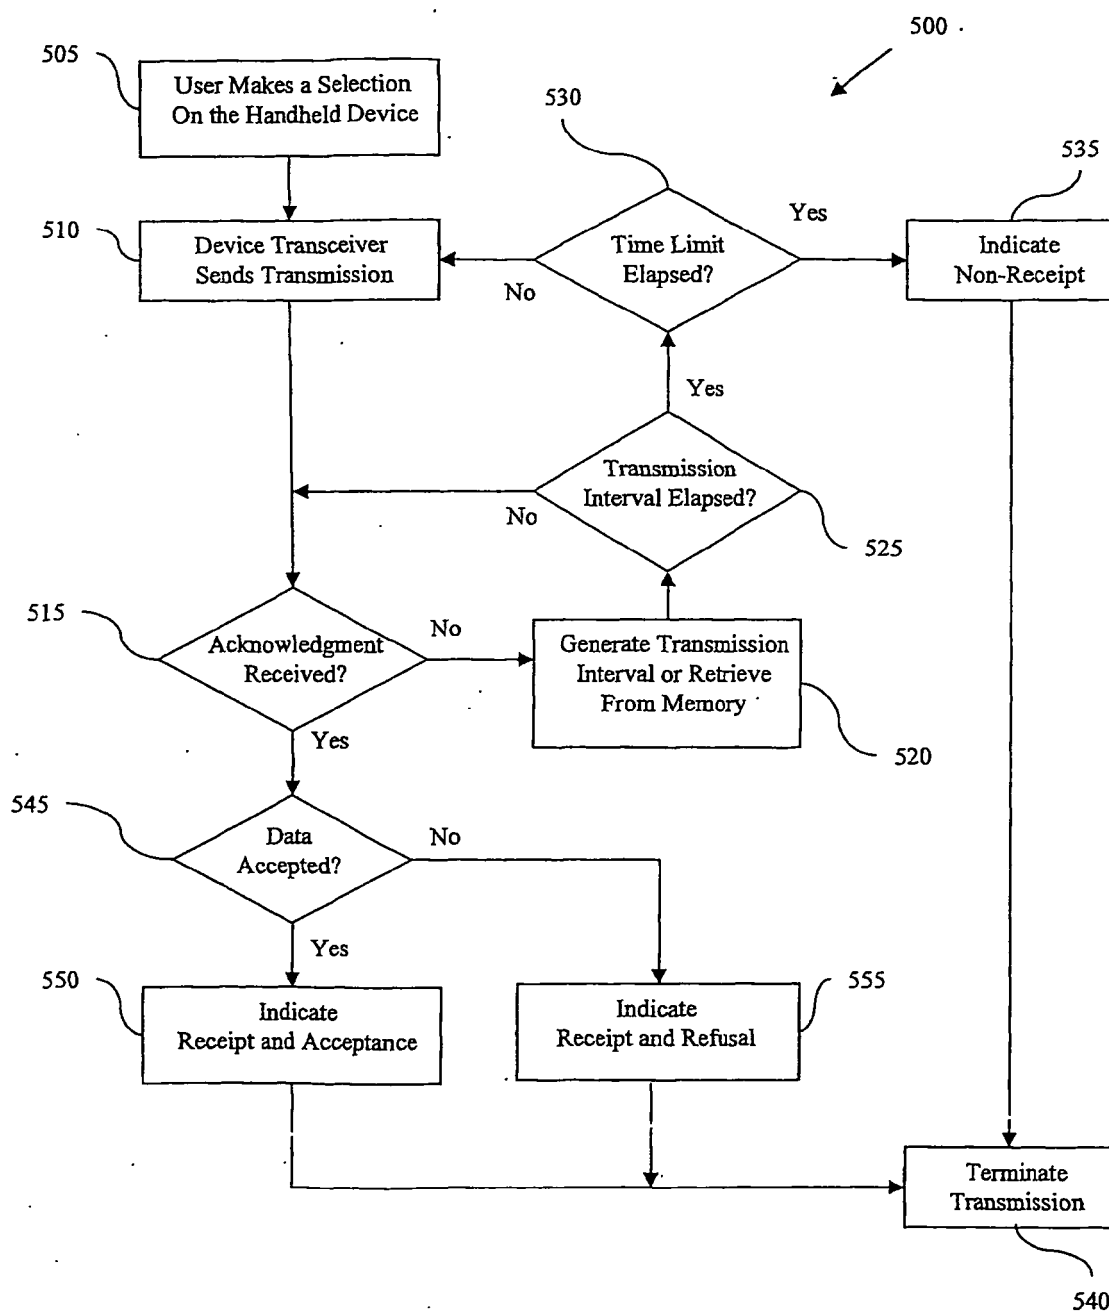 500
505
User Makes a Selection
On the Handheld Device
530
535
510
Device Transceiver
Sends Transmission
Time Limit
Elapsed?
Yes
No
Indicate
Non-Receipt
Yes
Transmission
Interval Elapsed?
No
525
515
Acknowledgment
Received?
No
Generate Transmission
Interval or Retrieve
From Memory
520
Yes
545
Data
Accepted?
No
Yes
550
Indicate
Receipt and Acceptance
555
Indicate
Receipt and Refusal
Terminate
Transmission
540